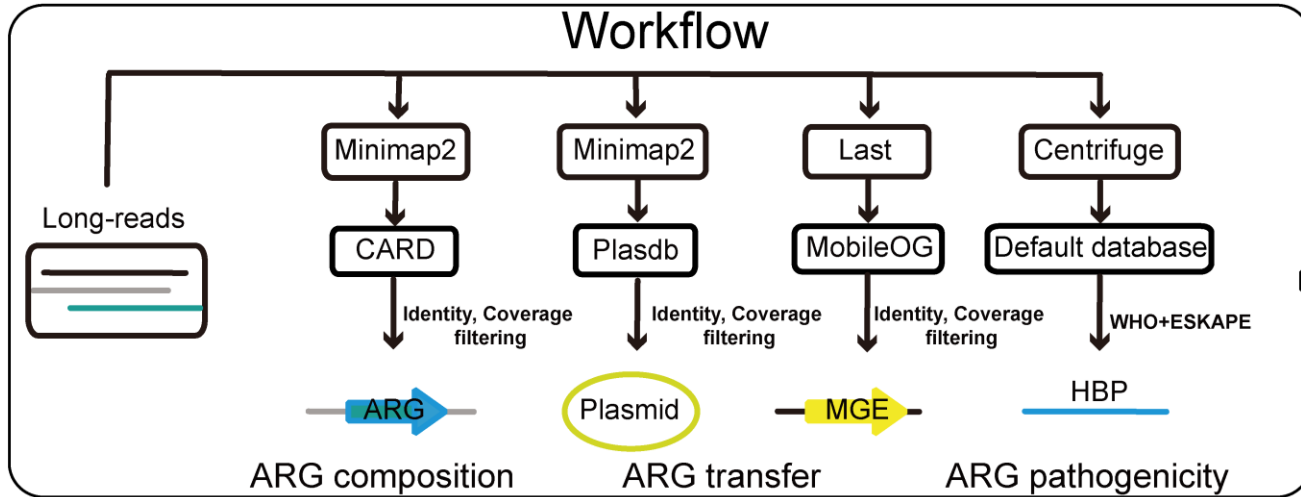 Workflow
Minimap2
Minimap2
Last
Centrifuge
Long-reads
CARD
Plasdb
MobileOG
Default database
Identity, Coverage
filtering
Identity, Coverage
filtering
Identity, Coverage
filtering
WHO+ESKAPE
ARG
Plasmid
MGE
HBP
ARG composition
ARG transfer
ARG pathogenicity